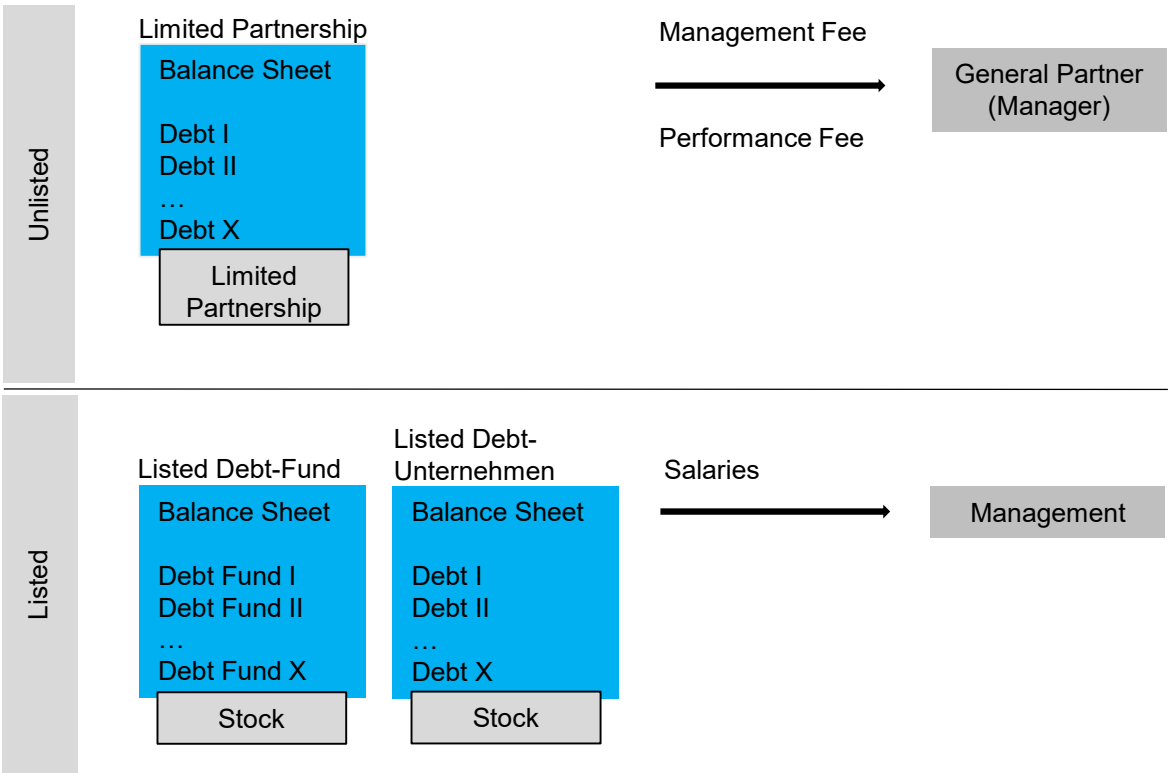 Unlisted
Limited Partnership
Balance Sheet
Debt I
Debt II
…
Debt X
Limited
Partnership
Management Fee
Performance Fee
General Partner
(Manager)
Listed
Listed Debt-Fund
Balance Sheet
Debt Fund I
Debt Fund II
…
Debt Fund X
Stock
Listed Debt-
Unternehmen
Balance Sheet
Debt I
Debt II
…
Debt X
Stock
Salaries
Management